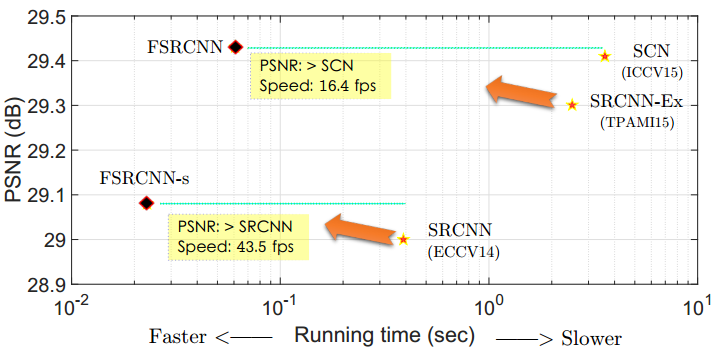 29.5
29.4
29.3
29.2
29.1
29
28.9
PSNR (dB)
FSRCNN
PSNR: > SCN
Speed: 16.4 fps
SCN
(ICCV15)
SRCNN-Ex
(TPAMI15)
FSRCNN-s
PSNR: > SRCNN
Speed: 43.5 fps
SRCNN
(ECCV14)
10-2
10-1
100
101
Faster <—— Running time (sec) ——> Slower